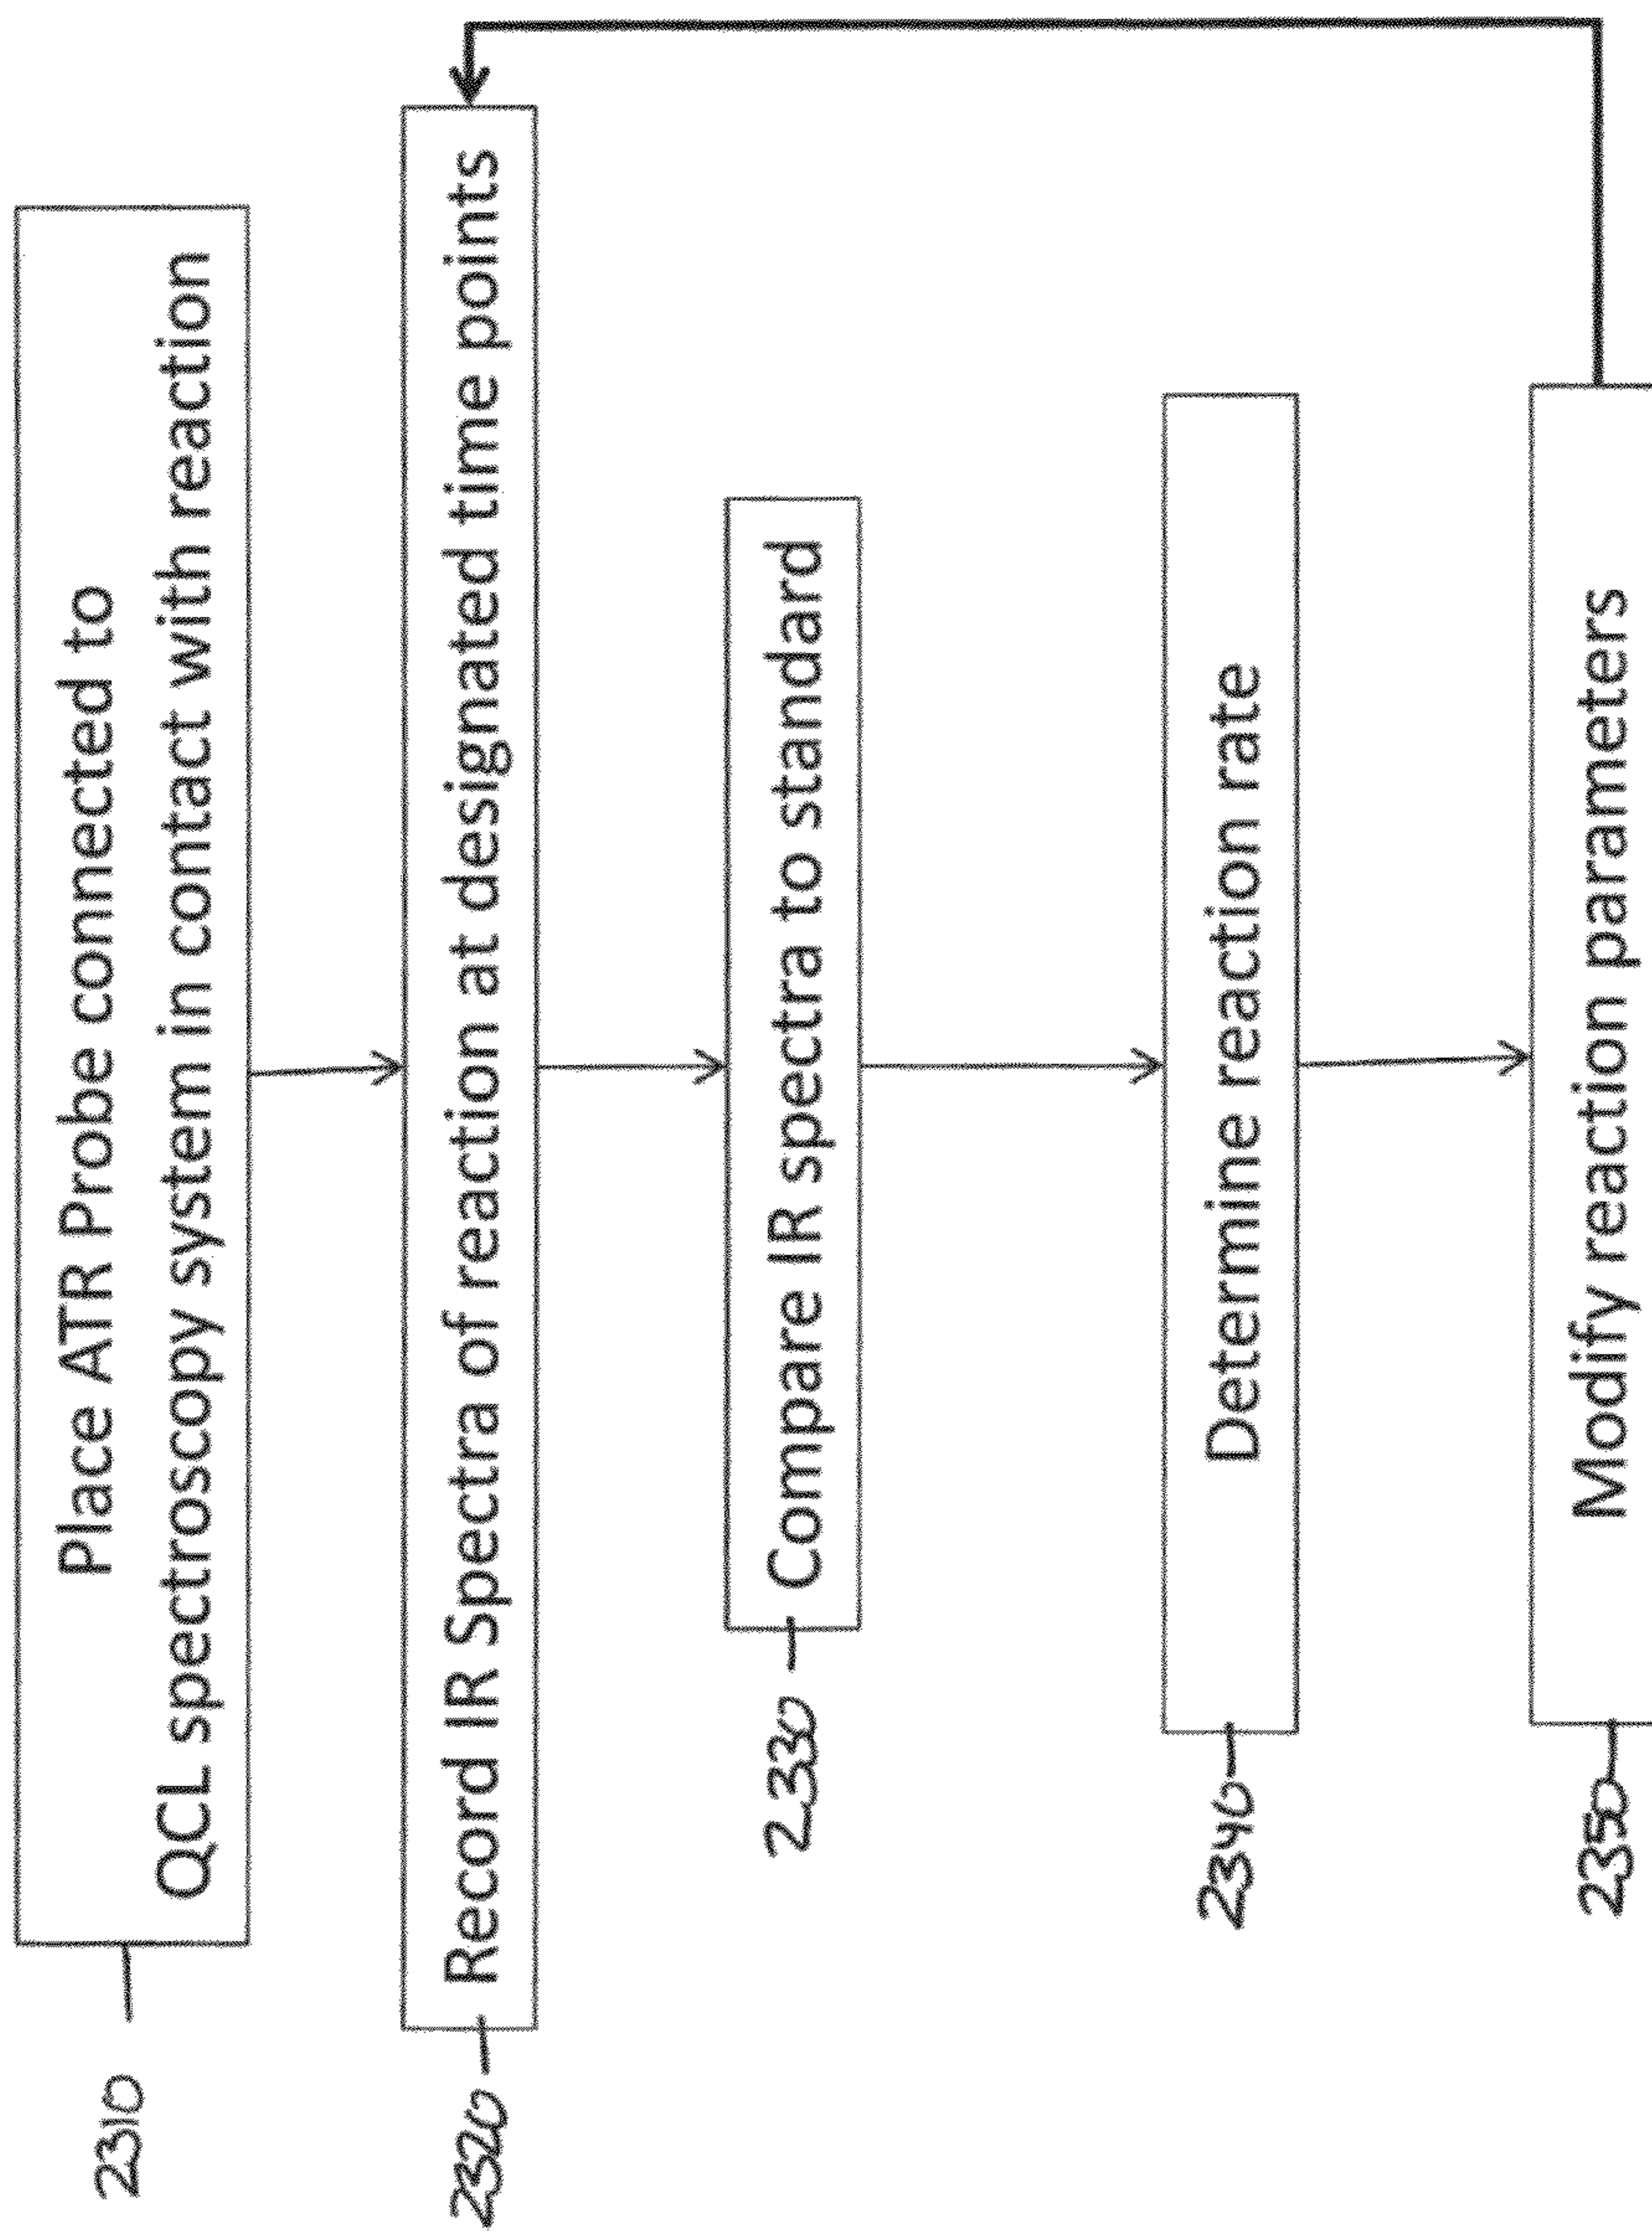 2310
Place ATR Probe connected to
QCL spectroscopy system in contact with reaction
2320
Record IR Spectra of reaction at designated time points
2330
Compare IR spectra to standard
2340
Determine reaction rate
2350
Modify reaction parameters